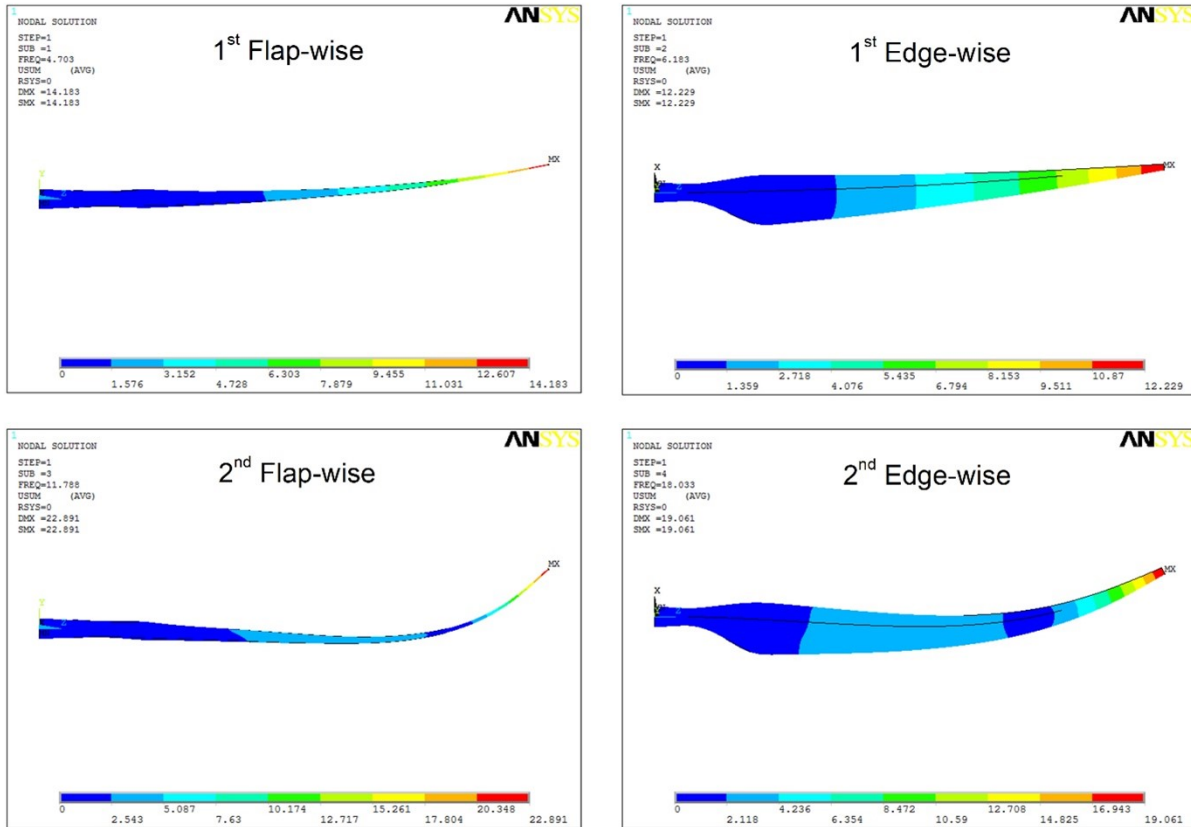 1
ANSYS
NODAL SOLUTION
STEP=1
SUB =1
FREQ=4.703
USUM (AVG)
RSYS=0
DMX =14.183
SMX =14.183
1st Flap-wise
Y
Z
MX
0 3.152 6.303 9.455 12.607
1.576 4.728 7.879 11.031 14.183
1
ANSYS
NODAL SOLUTION
STEP=1
SUB =2
FREQ=6.183
USUM (AVG)
RSYS=0
DMX =12.229
SMX =12.229
1st Edge-wise
X
MX
0 2.718 5.435 8.153 10.87
1.359 4.076 6.794 9.511 12.229
1
ANSYS
NODAL SOLUTION
STEP=1
SUB =3
FREQ=11.788
USUM (AVG)
RSYS=0
DMX =22.891
SMX =22.891
2nd Flap-wise
Y
MX
0 5.087 10.174 15.261 20.348
2.543 7.63 12.717 17.804 22.891
1
ANSYS
NODAL SOLUTION
STEP=1
SUB =4
FREQ=18.033
USUM (AVG)
RSYS=0
DMX =19.061
SMX =19.061
2nd Edge-wise
X
MX
0 4.236 8.472 12.708 16.943
2.118 6.354 10.59 14.825 19.061